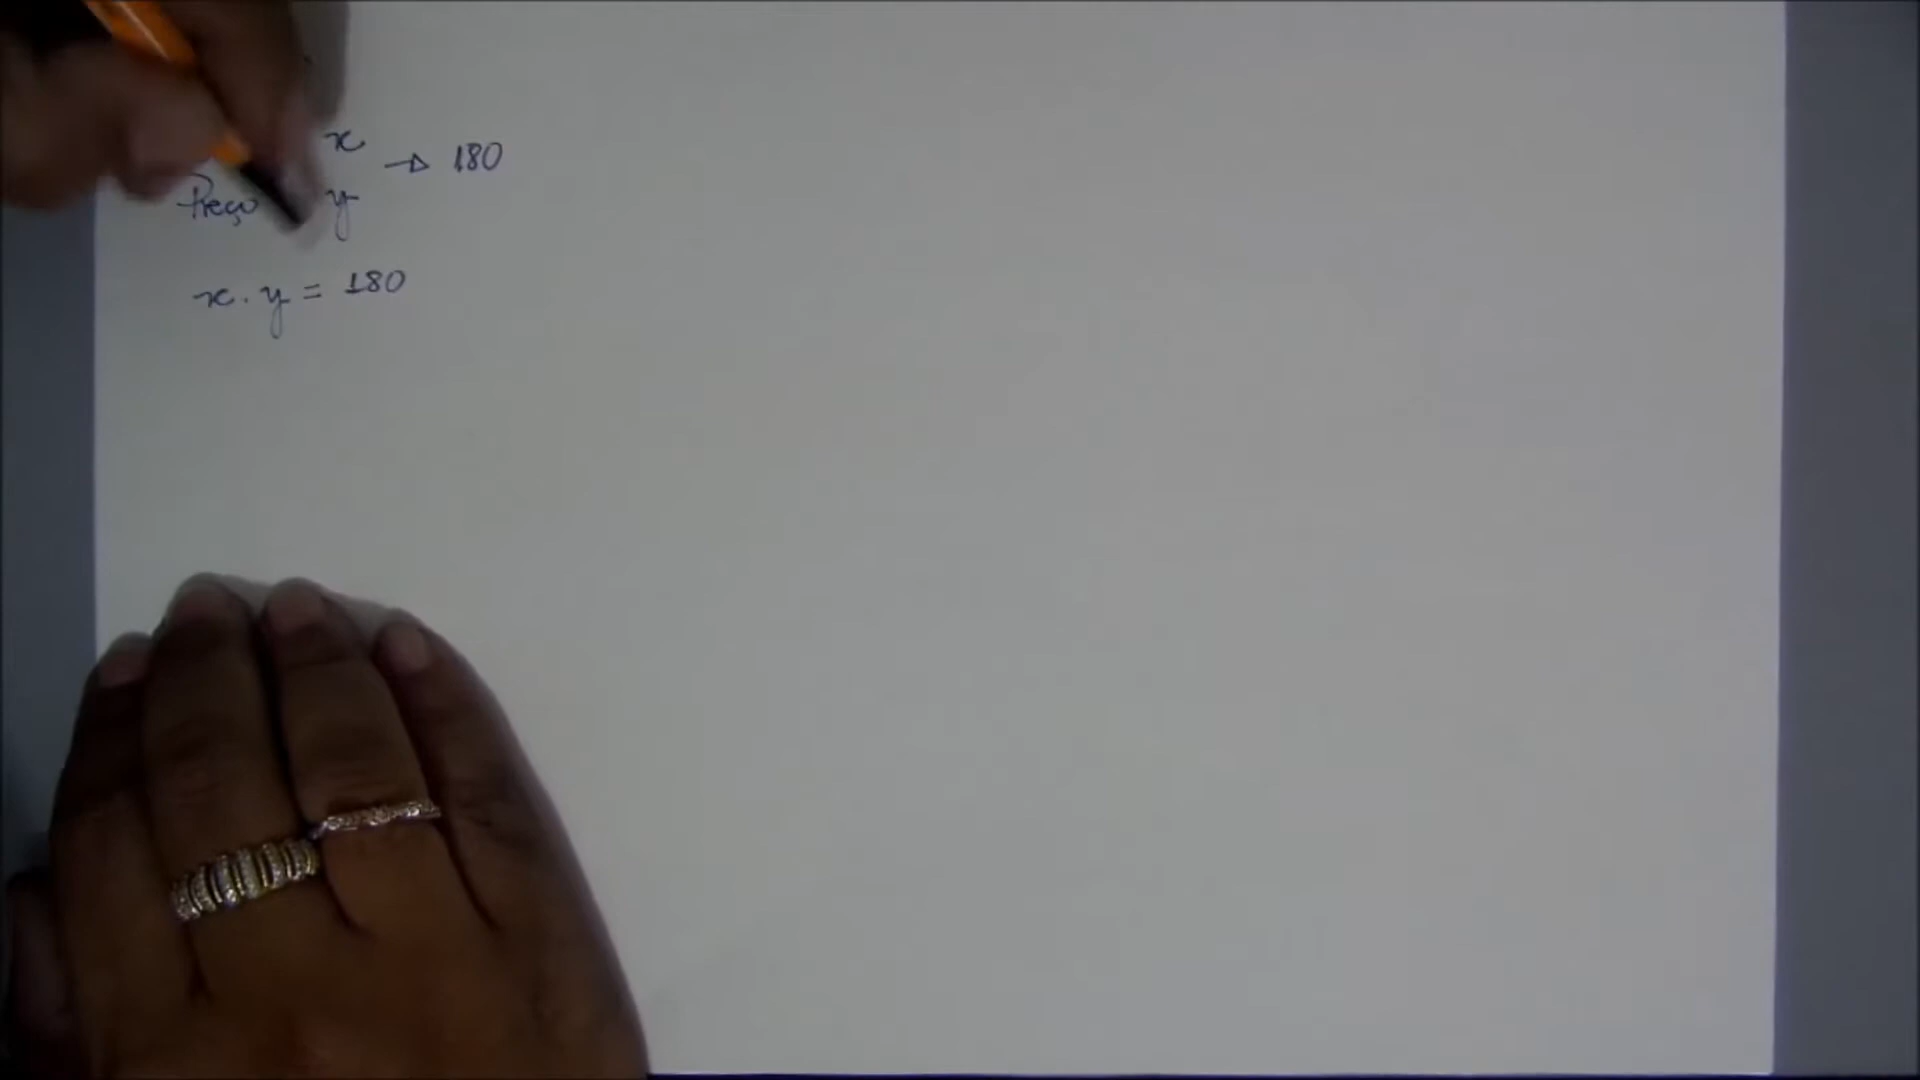 x
→ 180
Preço y
x . y = 180